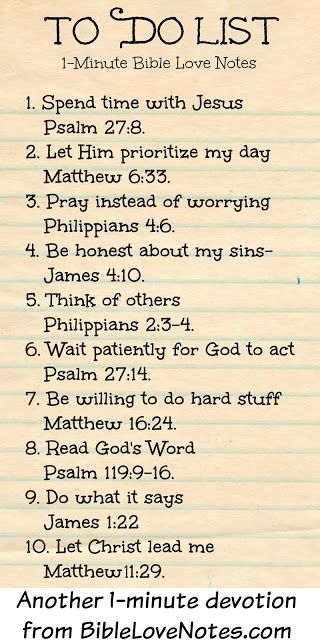 TO DO LIST
1-Minute Bible Love Notes
1. Spend time with Jesus
Psalm 27:8.
2. Let Him prioritize my day
Matthew 6:33.
3. Pray instead of worrying
Philippians 4:6.
4. Be honest about my sins-
James 4:10.
5. Think of others
Philippians 2:3-4.
6. Wait patiently for God to act
Psalm 27:14.
7. Be willing to do hard stuff
Matthew 16:24.
8. Read God's Word
Psalm 119:9-16.
9. Do what it says
James 1:22
10. Let Christ lead me
Matthew11:29.
Another 1-minute devotion
from BibleLoveNotes.com